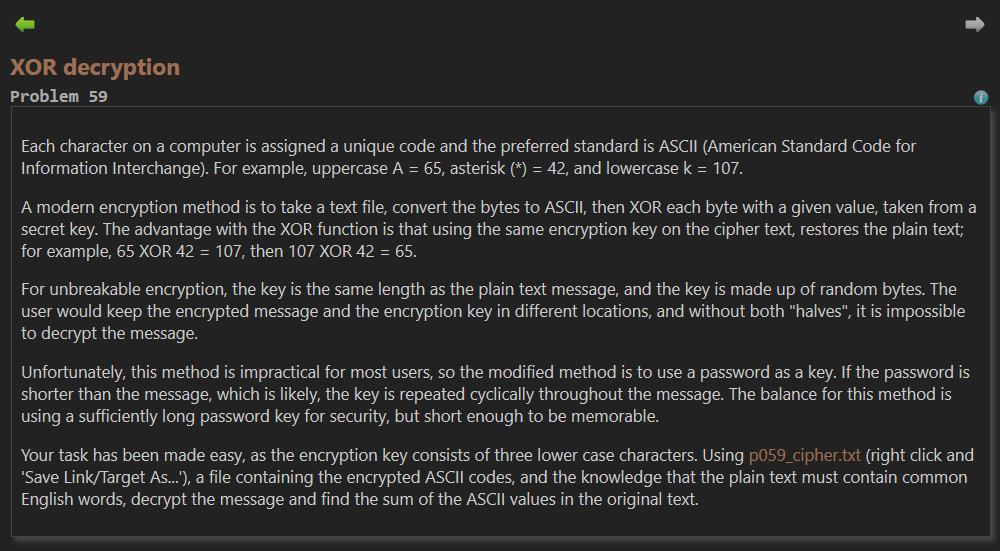 XOR decryption
Problem 59
Each character on a computer is assigned a unique code and the preferred standard is ASCII (American Standard Code for
Information Interchange). For example, uppercase A = 65, asterisk (*) = 42, and lowercase k = 107.
A modern encryption method is to take a text file, convert the bytes to ASCII, then XOR each byte with a given value, taken from a
secret key. The advantage with the XOR function is that using the same encryption key on the cipher text, restores the plain text;
for example, 65 XOR 42 = 107, then 107 XOR 42 = 65.
For unbreakable encryption, the key is the same length as the plain text message, and the key is made up of random bytes. The
user would keep the encrypted message and the encryption key in different locations, and without both "halves", it is impossible
to decrypt the message.
Unfortunately, this method is impractical for most users, so the modified method is to use a password as a key. If the password is
shorter than the message, which is likely, the key is repeated cyclically throughout the message. The balance for this method is
using a sufficiently long password key for security, but short enough to be memorable.
Your task has been made easy, as the encryption key consists of three lower case characters. Using p059_cipher.txt (right click and
'Save Link/Target As...'), a file containing the encrypted ASCII codes, and the knowledge that the plain text must contain common
English words, decrypt the message and find the sum of the ASCII values in the original text.